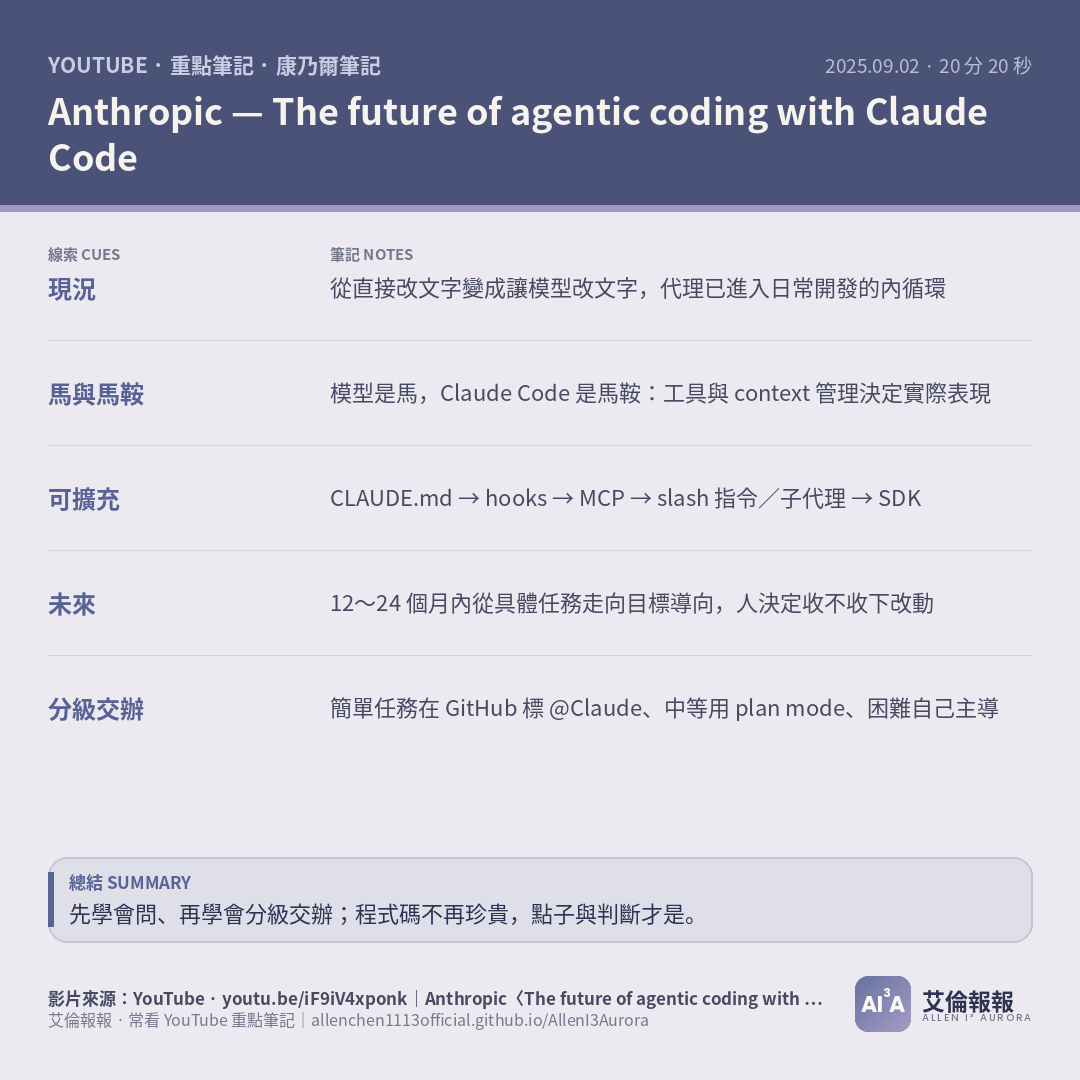 YOUTUBE · 重點筆記 · 康乃爾筆記
2025.09.02 · 20 分 20 秒
Anthropic — The future of agentic coding with Claude
Code
線索 CUES
筆記 NOTES
現況
從直接改文字變成讓模型改文字，代理已進入日常開發的內循環
馬與馬鞍
模型是馬，Claude Code 是馬鞍：工具與 context 管理決定實際表現
可擴充
CLAUDE.md → hooks → MCP → slash 指令／子代理 → SDK
未來
12～24 個月內從具體任務走向目標導向，人決定收不收下改動
分級交辦
簡單任務在 GitHub 標 @Claude、中等用 plan mode、困難自己主導
總結 SUMMARY
先學會問、再學會分級交辦；程式碼不再珍貴，點子與判斷才是。
影片來源：YouTube · youtu.be/iF9iV4xponk｜Anthropic〈The future of agentic coding with …
艾倫報報 · 常看 YouTube 重點筆記｜allenchen1113official.github.io/AllenI3Aurora
AI³A
艾倫報報
ALLEN I³ AURORA